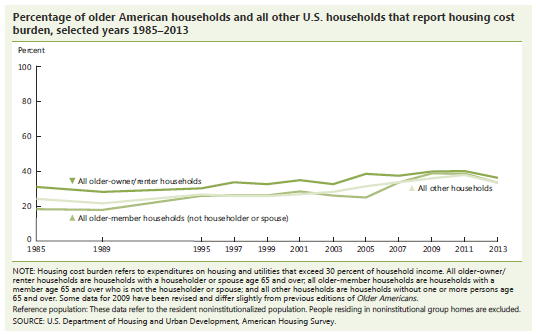 Percentage of older American households and all other U.S. households that report housing cost
burden, selected years 1985–2013
Percent
100
80
60
40
20
0
▼ All older-owner/renter households
▲ All other households
▲ All older-member households (not householder or spouse)
1985 1989 1995 1997 1999 2001 2003 2005 2007 2009 2011 2013
NOTE: Housing cost burden refers to expenditures on housing and utilities that exceed 30 percent of household income. All older-owner/
renter households are households with a householder or spouse age 65 and over; all older-member households are households with a
member age 65 and over who is not the householder or spouse; and all other households are households without one or more persons age
65 and over. Some data for 2009 have been revised and differ slightly from previous editions of Older Americans.
Reference population: These data refer to the resident noninstitutionalized population. People residing in noninstitutional group homes are excluded.
SOURCE: U.S. Department of Housing and Urban Development, American Housing Survey.